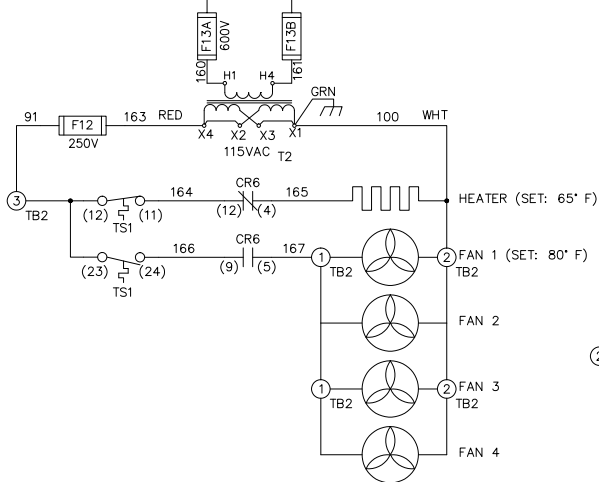 F13A
600V
F13B
160
161
H1 H4
GRN
91 F12 163 RED
250V
X4 X2 X3 X1
100 WHT
115VAC T2
3
TB2
(12) (11)
TS1
164
CR6
(12) (4)
165
HEATER (SET: 65° F)
(23) (24)
TS1
166
CR6
(9) (5)
167
1
TB2
2
TB2
FAN 1 (SET: 80° F)
FAN 2
1
TB2
2
TB2
FAN 3
FAN 4